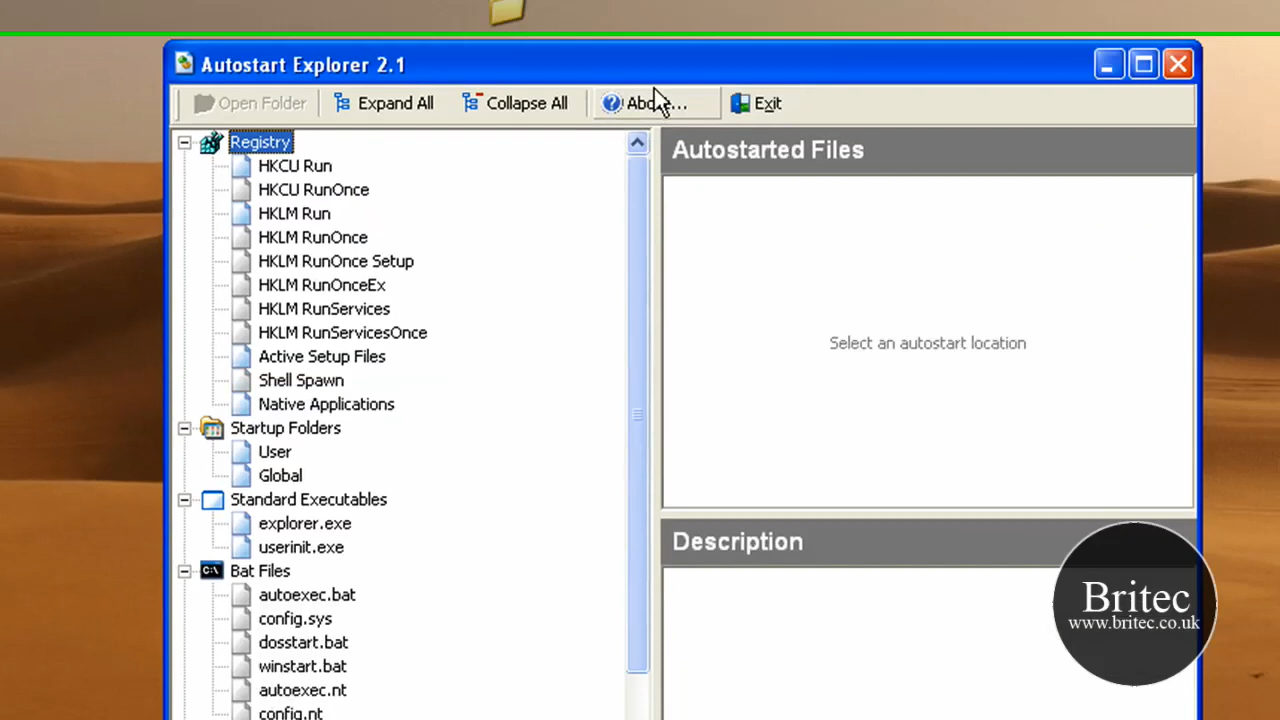 Autostart Explorer 2.1
Open Folder
Expand All
Collapse All
Exit
Registry
HKCU Run
HKCU RunOnce
HKLM Run
HKLM RunOnce
HKLM RunOnce Setup
HKLM RunOnceEx
HKLM RunServices
HKLM RunServicesOnce
Active Setup Files
Shell Spawn
Native Applications
Startup Folders
User
Global
Standard Executables
explorer.exe
userinit.exe
Bat Files
autoexec.bat
config.sys
dosstart.bat
winstart.bat
autoexec.nt
config.nt
Autostarted Files
Select an autostart location
Description
Britec
www.britec.co.uk
C:\